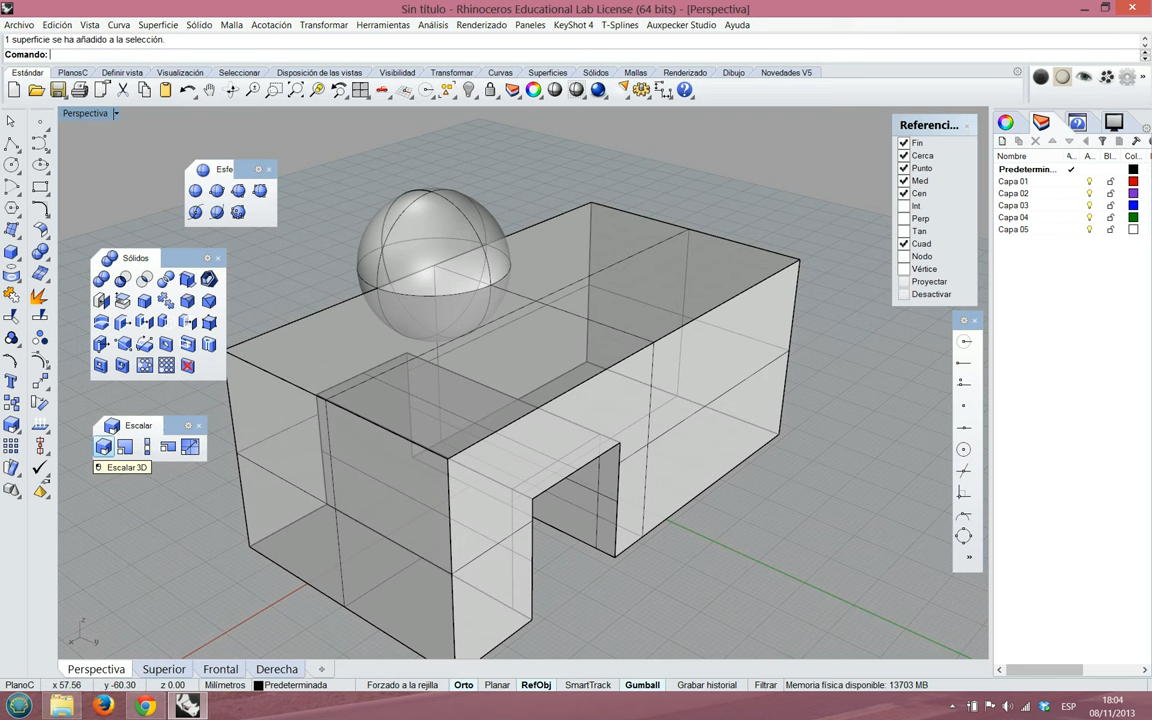 Sin título - Rhinoceros Educational Lab License (64 bits) - [Perspectiva]
Archivo Edición Vista Curva Superficie Sólido Malla Acotación Transformar Herramientas Análisis Renderizado Paneles KeyShot 4 T-Splines Auxpecker Studio Ayuda
1 superficie se ha añadido a la selección.
Comando:
Estándar PlanosC Definir vista Visualización Seleccionar Disposición de las vistas Visibilidad Transformar Curvas Superficies Sólidos Mallas Renderizado Dibujo Novedades V5
Perspectiva
Referenci...
Fin
Cerca
Punto
Med
Cen
Int
Perp
Tan
Cuad
Nodo
Vértice
Proyectar
Desactivar
Nombre A... A... Bl... Col...
Predetermin...
Capa 01
Capa 02
Capa 03
Capa 04
Capa 05
Esfe
Sólidos
Escalar
Escalar 3D
z
x
y
Perspectiva Superior Frontal Derecha
PlanoC x 57.56 y -60.30 z 0.00 Milímetros Predeterminada Forzado a la rejilla Orto Planar RefObj SmartTrack Gumball Grabar historial Filtrar Memoria física disponible: 13703 MB
ESP
18:04
08/11/2013